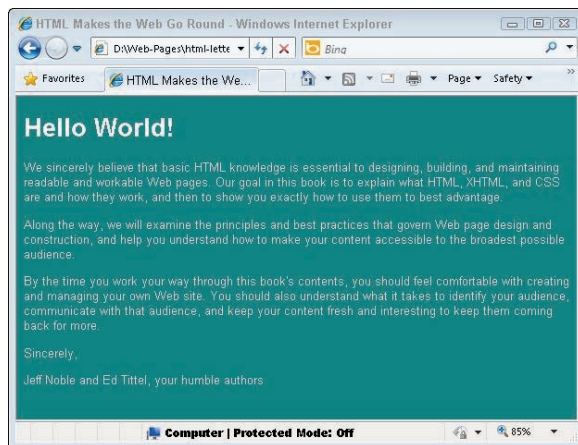 HTML Makes the Web Go Round - Windows Internet Explorer
D:\Web-Pages\html-lette
Bing
Favorites
HTML Makes the We...
Page
Safety
Hello World!
We sincerely believe that basic HTML knowledge is essential to designing, building, and maintaining
readable and workable Web pages. Our goal in this book is to explain what HTML, XHTML, and CSS
are and how they work, and then to show you exactly how to use them to best advantage.
Along the way, we will examine the principles and best practices that govern Web page design and
construction, and help you understand how to make your content accessible to the broadest possible
audience.
By the time you work your way through this book's contents, you should feel comfortable with creating
and managing your own Web site. You should also understand what it takes to identify your audience,
communicate with that audience, and keep your content fresh and interesting to keep them coming
back for more.
Sincerely,
Jeff Noble and Ed Tittel, your humble authors
Computer | Protected Mode: Off
85%